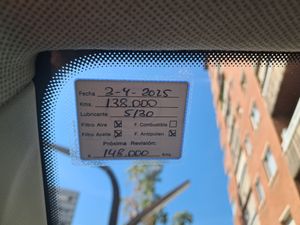 Fecha 2-4-2025
Kms. 138.000
Lubricante 5/30
Filtro Aire F. Combustible
Filtro Aceite F. Antipolen
Próxima Revisión:
148.000 Kms.